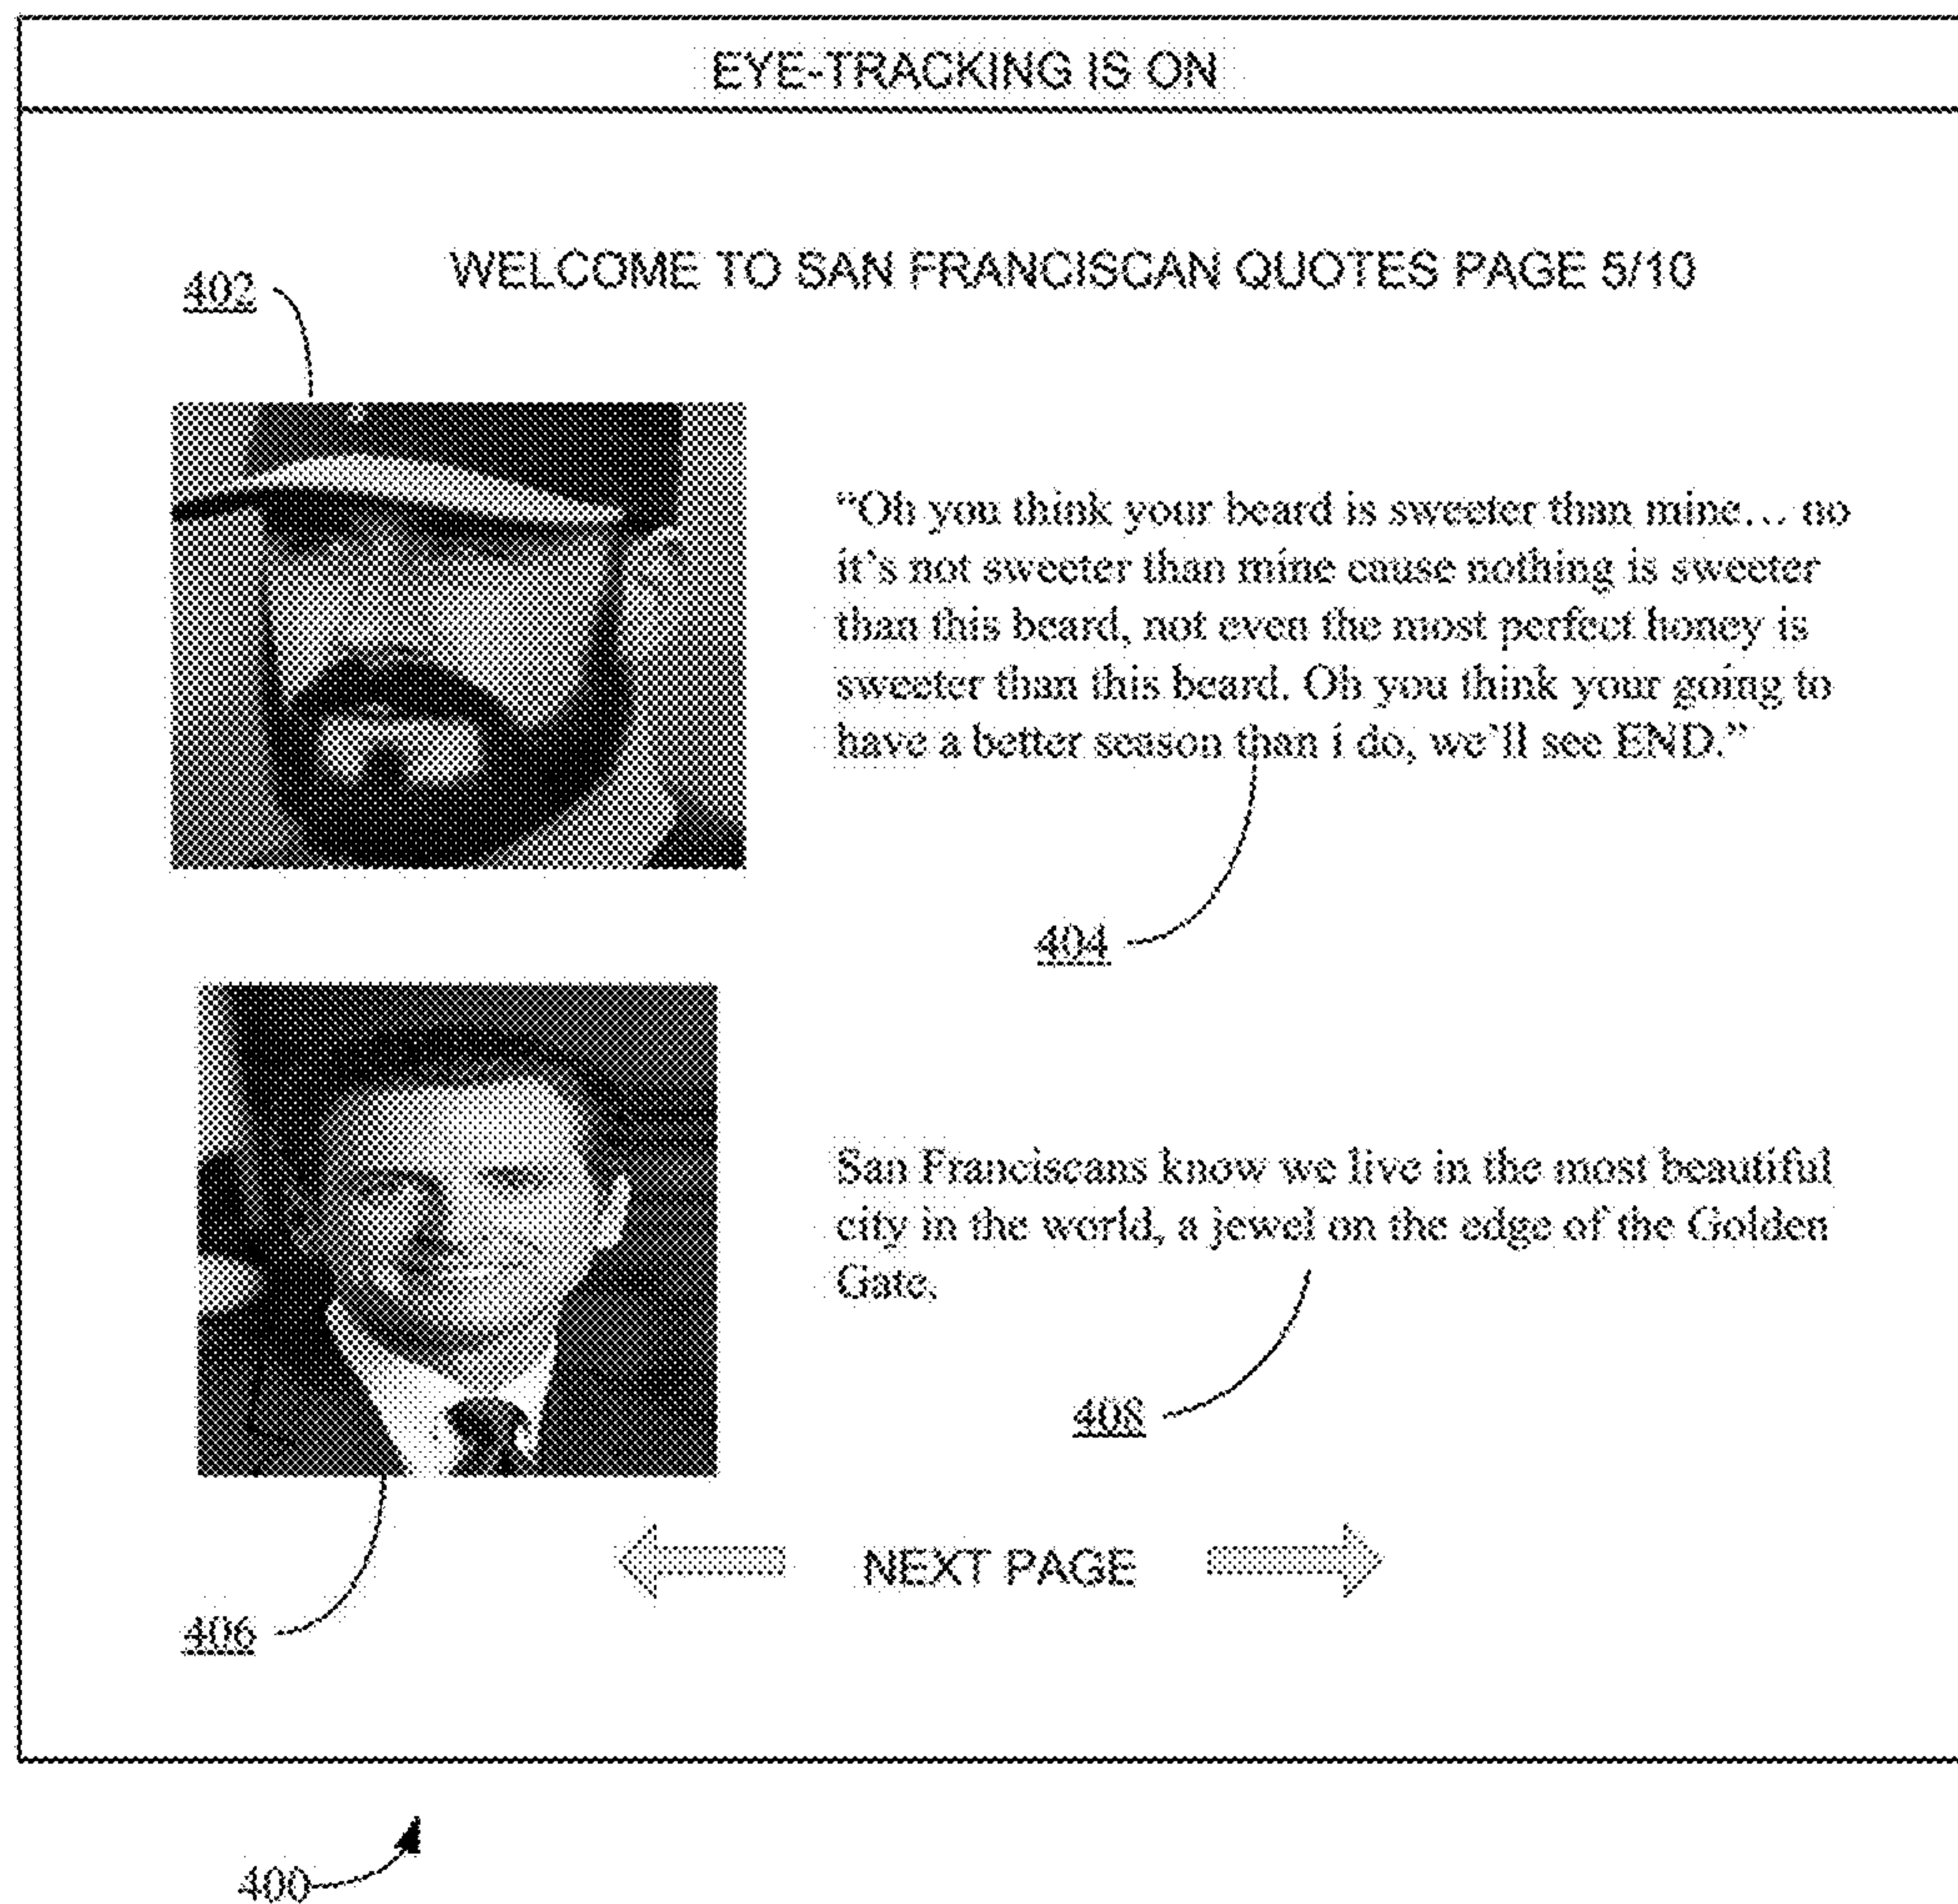 EYE-TRACKING IS ON
WELCOME TO SAN FRANCISCAN QUOTES PAGE 5/10
402
“Oh you think your beard is sweeter than mine… no
it’s not sweeter than mine cause nothing is sweeter
than this beard, not even the most perfect honey is
sweeter than this beard. Oh you think your going to
have a better season than i do, we’ll see END.”
404
San Franciscans know we live in the most beautiful
city in the world, a jewel on the edge of the Golden
Gate.
408
NEXT PAGE
406
400